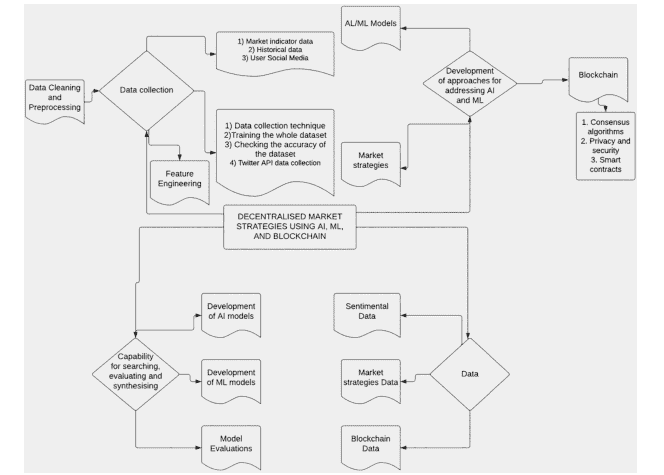 AL/ML Models
1) Market indicator data
2) Historical data
3) User Social Media
Data Cleaning
and
Preprocessing
Data collection
Development
of approaches for
addressing AI
and ML
Blockchain
1) Data collection technique
2)Training the whole dataset
3) Checking the accuracy of
the dataset
4) Twitter API data collection
1. Consensus
algorithms
2. Privacy and
security
3. Smart
contracts
Market
strategies
Feature
Engineering
DECENTRALISED MARKET
STRATEGIES USING AI, ML,
AND BLOCKCHAIN
Development
of AI models
Sentimental
Data
Capability
for searching,
evaluating and
synthesising
Development
of ML models
Market
strategies Data
Data
Model
Evaluations
Blockchain
Data